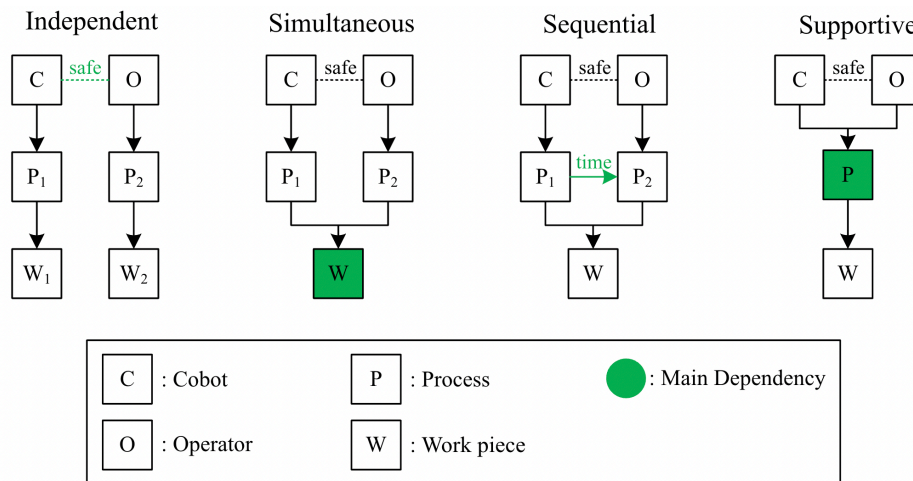 Independent Simultaneous Sequential Supportive
C safe O C safe O C safe O C safe O
P₁ P₂ P₁ P₂ P₁ time P₂ P
W₁ W₂ W W W
C : Cobot P : Process : Main Dependency
O : Operator W : Work piece